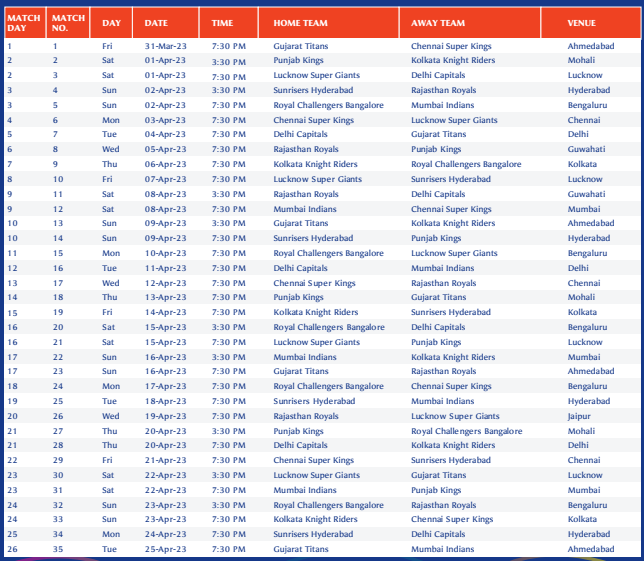 MATCH DAY MATCH NO. DAY DATE TIME HOME TEAM AWAY TEAM VENUE
1 1 Fri 31-Mar-23 7:30 PM Gujarat Titans Chennai Super Kings Ahmedabad
2 2 Sat 01-Apr-23 3:30 PM Punjab Kings Kolkata Knight Riders Mohali
2 3 Sat 01-Apr-23 7:30 PM Lucknow Super Giants Delhi Capitals Lucknow
3 4 Sun 02-Apr-23 3:30 PM Sunrisers Hyderabad Rajasthan Royals Hyderabad
3 5 Sun 02-Apr-23 7:30 PM Royal Challengers Bangalore Mumbai Indians Bengaluru
4 6 Mon 03-Apr-23 7:30 PM Chennai Super Kings Lucknow Super Giants Chennai
5 7 Tue 04-Apr-23 7:30 PM Delhi Capitals Gujarat Titans Delhi
6 8 Wed 05-Apr-23 7:30 PM Rajasthan Royals Punjab Kings Guwahati
7 9 Thu 06-Apr-23 7:30 PM Kolkata Knight Riders Royal Challengers Bangalore Kolkata
8 10 Fri 07-Apr-23 7:30 PM Lucknow Super Giants Sunrisers Hyderabad Lucknow
9 11 Sat 08-Apr-23 3:30 PM Rajasthan Royals Delhi Capitals Guwahati
9 12 Sat 08-Apr-23 7:30 PM Mumbai Indians Chennai Super Kings Mumbai
10 13 Sun 09-Apr-23 3:30 PM Gujarat Titans Kolkata Knight Riders Ahmedabad
10 14 Sun 09-Apr-23 7:30 PM Sunrisers Hyderabad Punjab Kings Hyderabad
11 15 Mon 10-Apr-23 7:30 PM Royal Challengers Bangalore Lucknow Super Giants Bengaluru
12 16 Tue 11-Apr-23 7:30 PM Delhi Capitals Mumbai Indians Delhi
13 17 Wed 12-Apr-23 7:30 PM Chennai Super Kings Rajasthan Royals Chennai
14 18 Thu 13-Apr-23 7:30 PM Punjab Kings Gujarat Titans Mohali
15 19 Fri 14-Apr-23 7:30 PM Kolkata Knight Riders Sunrisers Hyderabad Kolkata
16 20 Sat 15-Apr-23 3:30 PM Royal Challengers Bangalore Delhi Capitals Bengaluru
16 21 Sat 15-Apr-23 7:30 PM Lucknow Super Giants Punjab Kings Lucknow
17 22 Sun 16-Apr-23 3:30 PM Mumbai Indians Kolkata Knight Riders Mumbai
17 23 Sun 16-Apr-23 7:30 PM Gujarat Titans Rajasthan Royals Ahmedabad
18 24 Mon 17-Apr-23 7:30 PM Royal Challengers Bangalore Chennai Super Kings Bengaluru
19 25 Tue 18-Apr-23 7:30 PM Sunrisers Hyderabad Mumbai Indians Hyderabad
20 26 Wed 19-Apr-23 7:30 PM Rajasthan Royals Lucknow Super Giants Jaipur
21 27 Thu 20-Apr-23 3:30 PM Punjab Kings Royal Challengers Bangalore Mohali
21 28 Thu 20-Apr-23 7:30 PM Delhi Capitals Kolkata Knight Riders Delhi
22 29 Fri 21-Apr-23 7:30 PM Chennai Super Kings Sunrisers Hyderabad Chennai
23 30 Sat 22-Apr-23 3:30 PM Lucknow Super Giants Gujarat Titans Lucknow
23 31 Sat 22-Apr-23 7:30 PM Mumbai Indians Punjab Kings Mumbai
24 32 Sun 23-Apr-23 3:30 PM Royal Challengers Bangalore Rajasthan Royals Bengaluru
24 33 Sun 23-Apr-23 7:30 PM Kolkata Knight Riders Chennai Super Kings Kolkata
25 34 Mon 24-Apr-23 7:30 PM Sunrisers Hyderabad Delhi Capitals Hyderabad
26 35 Tue 25-Apr-23 7:30 PM Gujarat Titans Mumbai Indians Ahmedabad